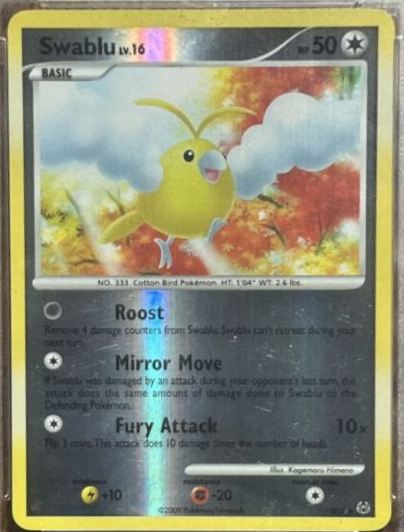 Swablu LV.16 HP 50
BASIC
NO. 333 Cotton Bird Pokémon HT: 1'04" WT: 2.6 lbs.
Roost
Remove 4 damage counters from Swablu. Swablu can't retreat during your
next turn.
Mirror Move
If Swablu was damaged by an attack during your opponent's last turn, this
attack does the same amount of damage done to Swablu to the
Defending Pokémon.
Fury Attack 10×
Flip 3 coins. This attack does 10 damage times the number of heads.
Illus. Kagemaru Himeno
weakness resistance retreat cost
+10 -20
©2009 Pokémon/Nintendo